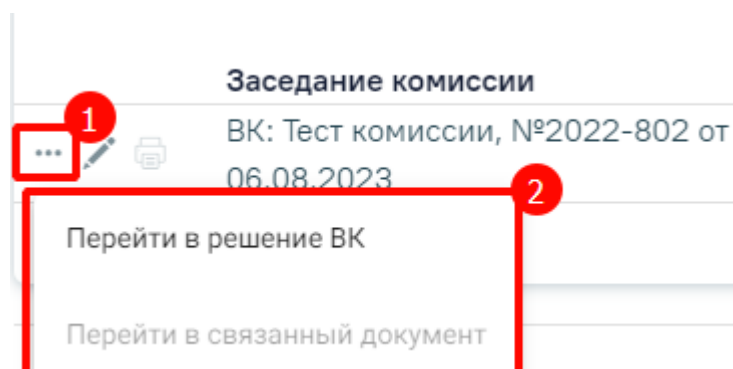 Заседание комиссии
1
ВК: Тест комиссии, №2022-802 от
06.08.2023
2
Перейти в решение ВК
Перейти в связанный документ